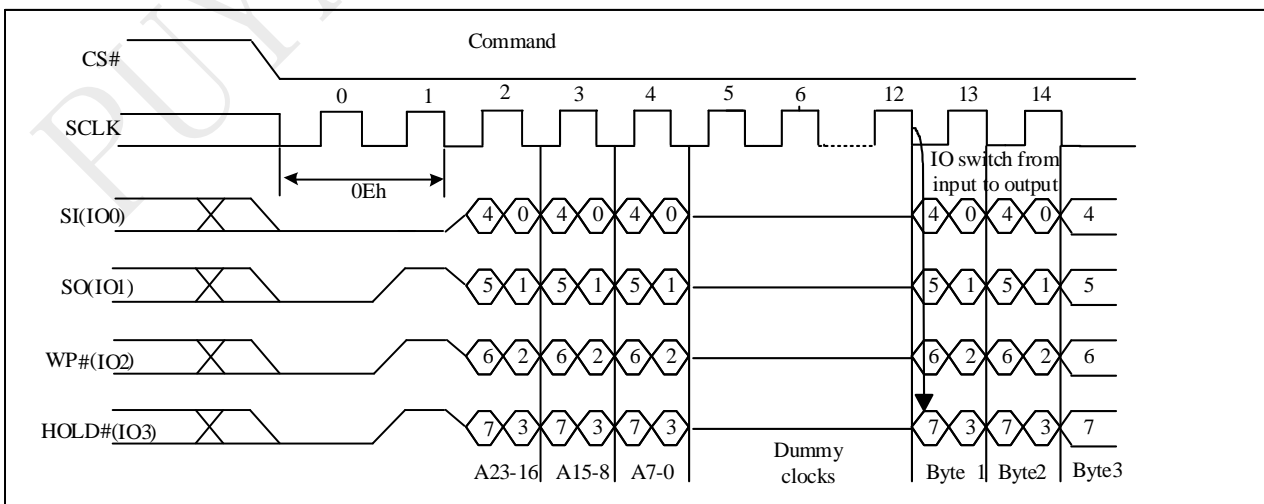 PUY
Command
CS#
0 1 2 3 4 5 6 12 13 14
SCLK
IO switch from
input to output
0Eh
SI(IO0) 4 0 4 0 4 0 4 0 4 0 4
SO(IO1) 5 1 5 1 5 1 5 1 5 1 5
WP#(IO2) 6 2 6 2 6 2 6 2 6 2 6
HOLD#(IO3) 7 3 7 3 7 3 7 3 7 3 7
Dummy
clocks
A23-16 A15-8 A7-0 Byte 1 Byte2 Byte3